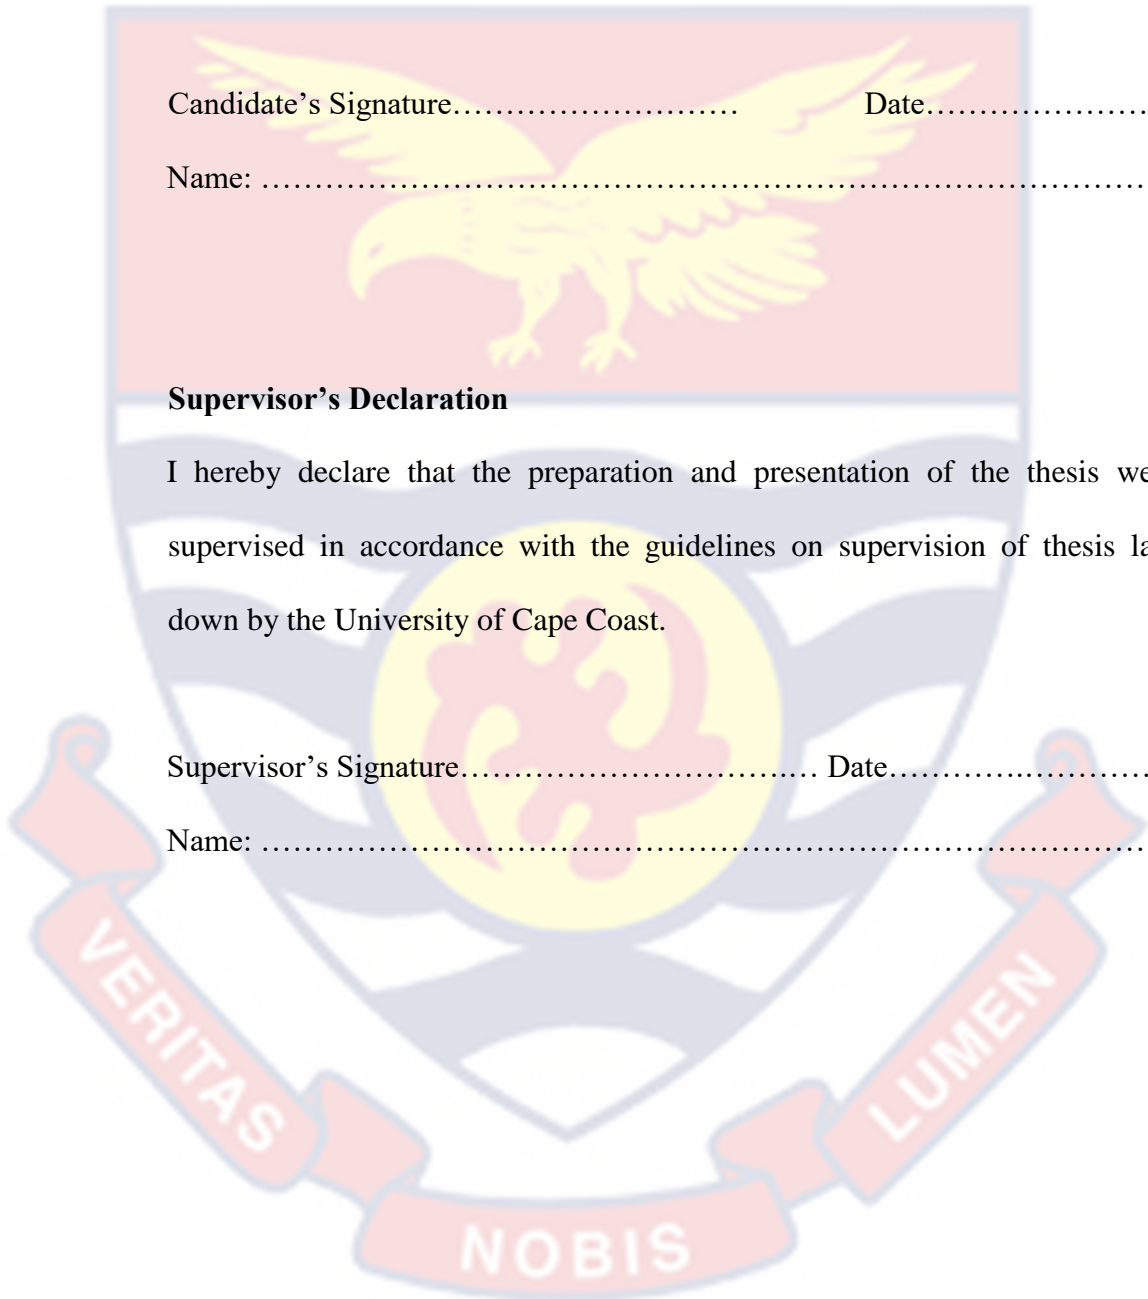 Candidate’s Signature……………………… Date…………………
Name: …………………………………………………………………………
Supervisor’s Declaration
I hereby declare that the preparation and presentation of the thesis we
supervised in accordance with the guidelines on supervision of thesis la
down by the University of Cape Coast.
Supervisor’s Signature………………………….… Date………….…………
Name: …………………………………………………………………………
VERITAS
NOBIS
LUMEN